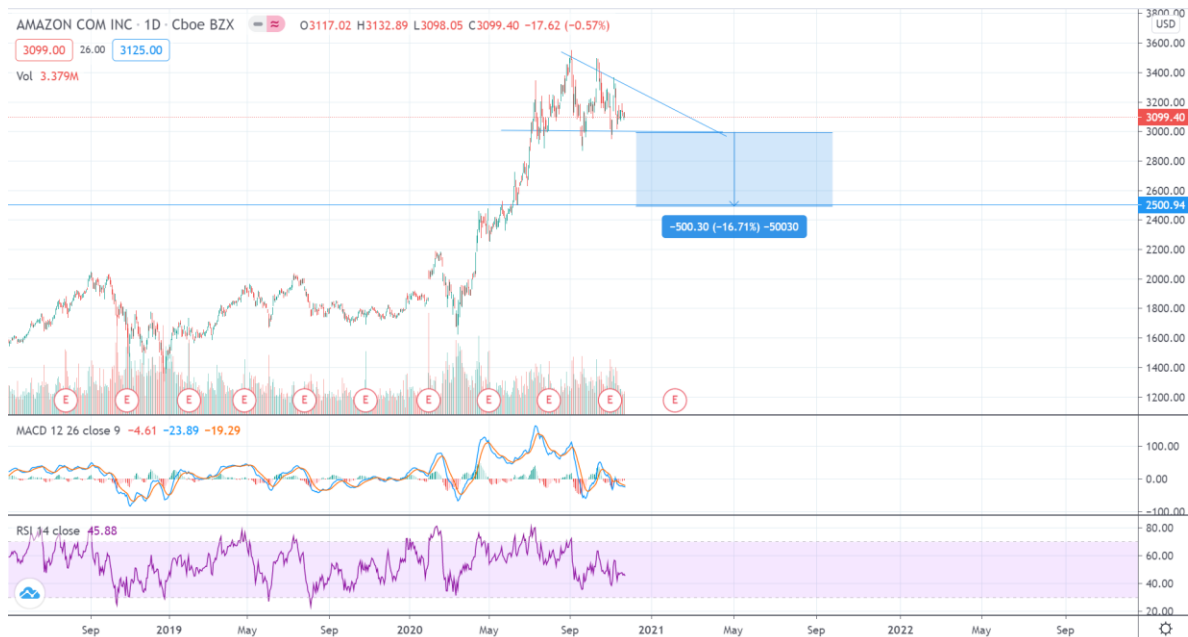 AMAZON COM INC · 1D · Cboe BZX O3117.02 H3132.89 L3098.05 C3099.40 −17.62 (−0.57%)
3099.00 26.00 3125.00
Vol 3.379M
3800.00
USD
3600.00
3400.00
3200.00
3099.40
3000.00
2800.00
2600.00
2500.94
2400.00
2200.00
2000.00
1800.00
1600.00
1400.00
1200.00
−500.30 (−16.71%) −50030
E E E E E E E E E E E
MACD 12 26 close 9 −4.61 −23.89 −19.29
100.00
0.00
−100.00
RSI 14 close 45.88
80.00
60.00
40.00
20.00
Sep 2019 May Sep 2020 May Sep 2021 May Sep 2022 May Sep